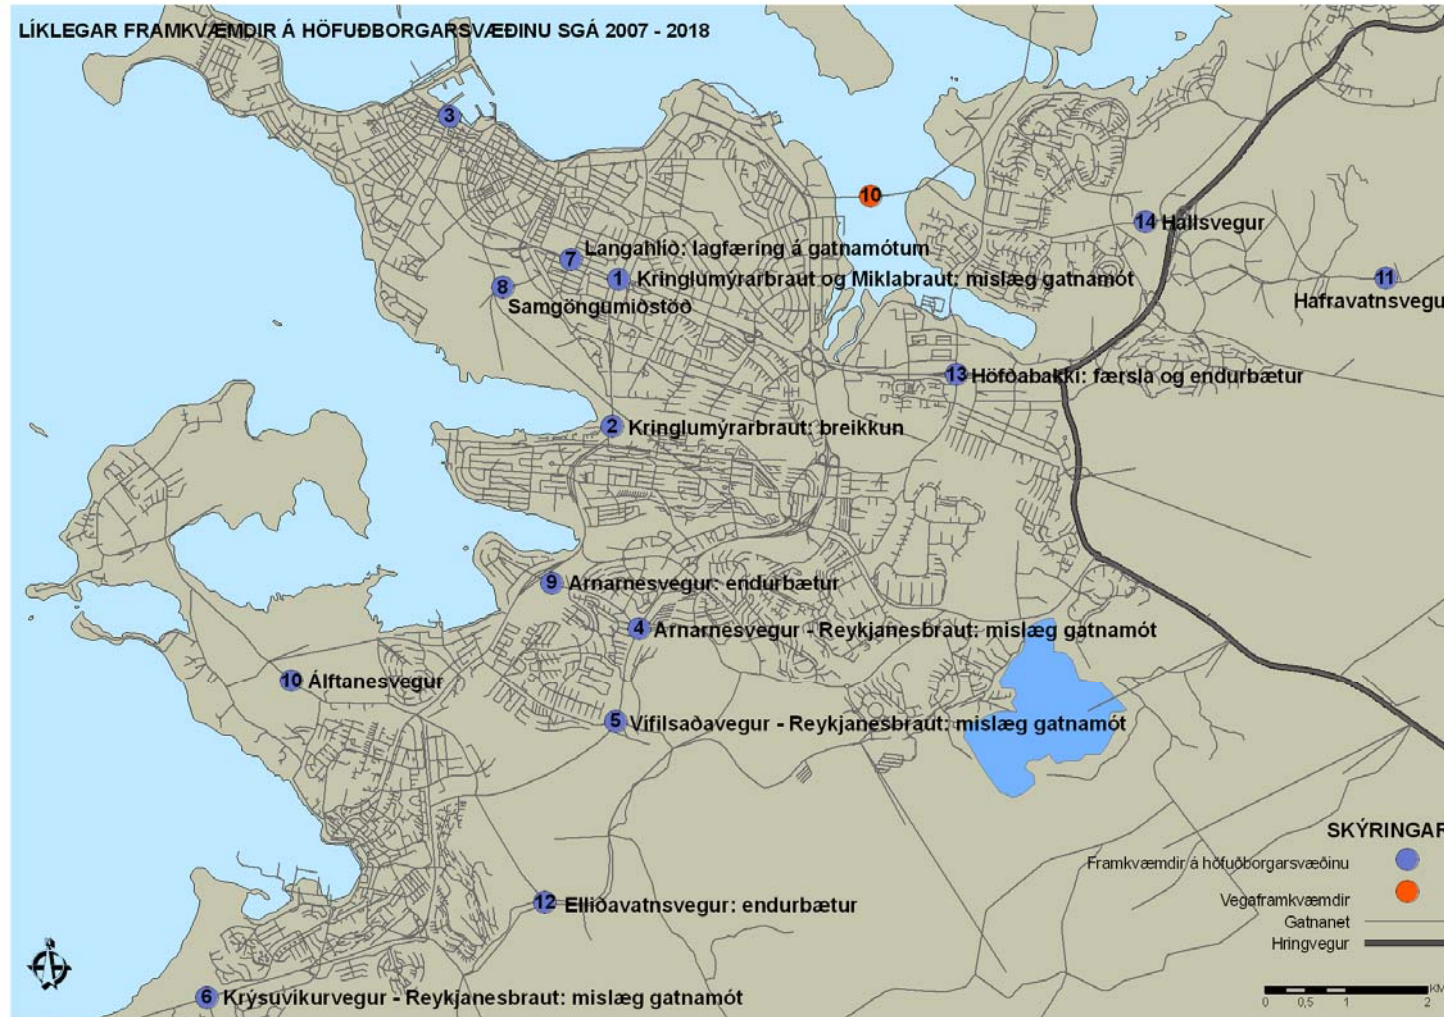 LÍKLEGAR FRAMKVÆMDIR Á HÖFUÐBORGARSVÆÐINU SGÁ 2007 - 2018
3
10
14 Hallsvegur
7 Langahlíð: lagfæring á gatnamótum
1 Kringlumýrarbraut og Miklabraut: mislæg gatnamót
11
8
Samgöngumiðstöð
Hafravatnsvegu
13 Höfðabakki: færsla og endurbætur
2 Kringlumýrarbraut: breikkun
9 Arnarnesvegur: endurbætur
4 Arnarnesvegur - Reykjanesbraut: mislæg gatnamót
10 Álftanesvegur
5 Vífilsaðavegur - Reykjanesbraut: mislæg gatnamót
SKÝRINGAR
Framkvæmdir á höfuðborgarsvæðinu
Vegaframkvæmdir
Gatnanet
Hringvegur
12 Elliðavatnsvegur: endurbætur
6 Krýsuvikurvegur - Reykjanesbraut: mislæg gatnamót
0 0,5 1 2 KM